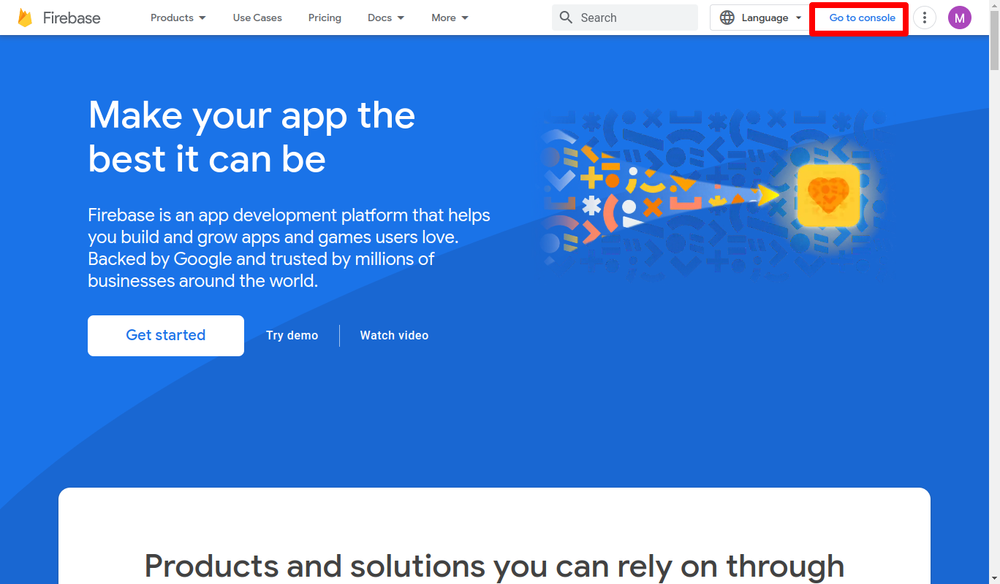 Firebase Products Use Cases Pricing Docs More Search Language Go to console M
Make your app the
best it can be
Firebase is an app development platform that helps
you build and grow apps and games users love.
Backed by Google and trusted by millions of
businesses around the world.
Get started Try demo Watch video
Products and solutions you can rely on through